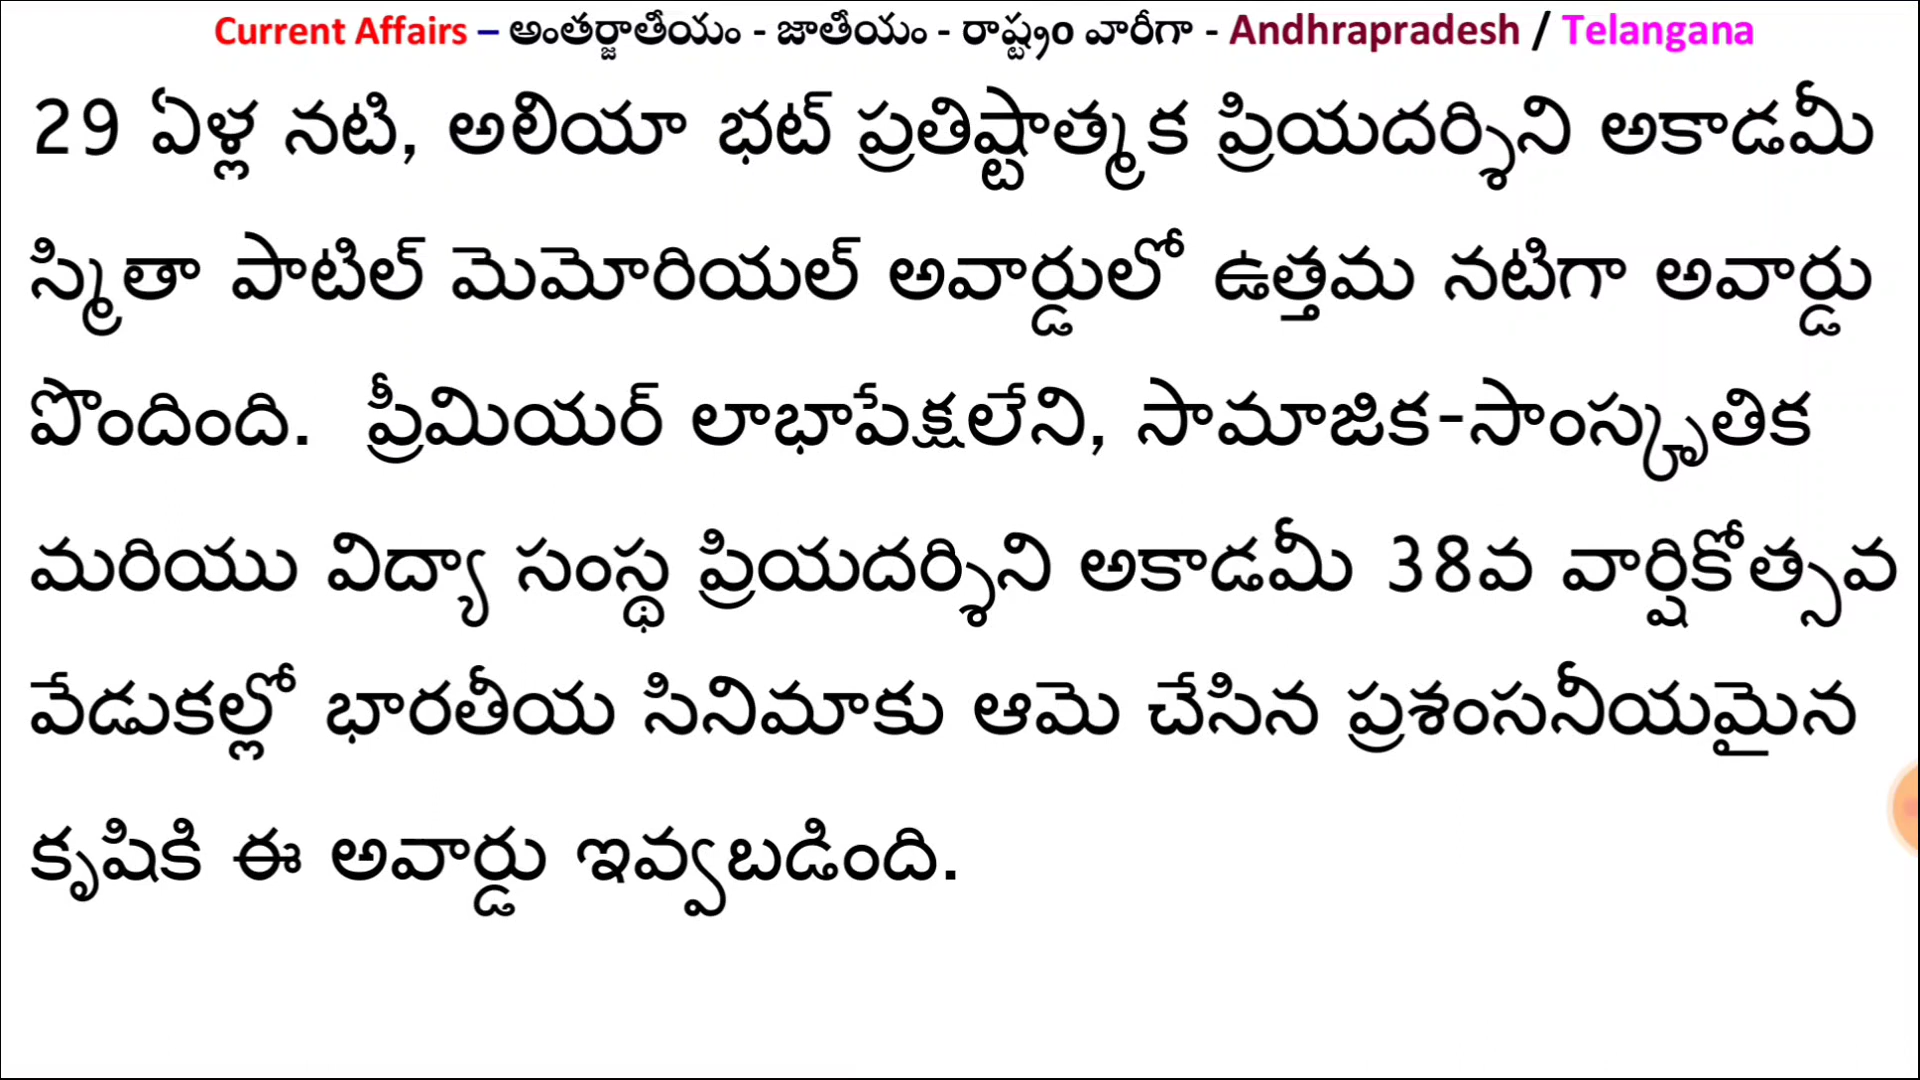 Current Affairs – అంతర్జాతీయం - జాతీయం - రాష్ట్రం వారీగా - Andhrapradesh / Telangana
29 ఏళ్ల నటి, అలియా భట్ ప్రతిష్టాత్మక ప్రియదర్శిని అకాడమీ
స్మితా పాటిల్ మెమోరియల్ అవార్డులో ఉత్తమ నటిగా అవార్డు
పొందింది. ప్రీమియర్ లాభాపేక్షలేని, సామాజిక-సాంస్కృతిక
మరియు విద్యా సంస్థ ప్రియదర్శిని అకాడమీ 38వ వార్షికోత్సవ
వేడుకల్లో భారతీయ సినిమాకు ఆమె చేసిన ప్రశంసనీయమైన
కృషికి ఈ అవార్డు ఇవ్వబడింది.